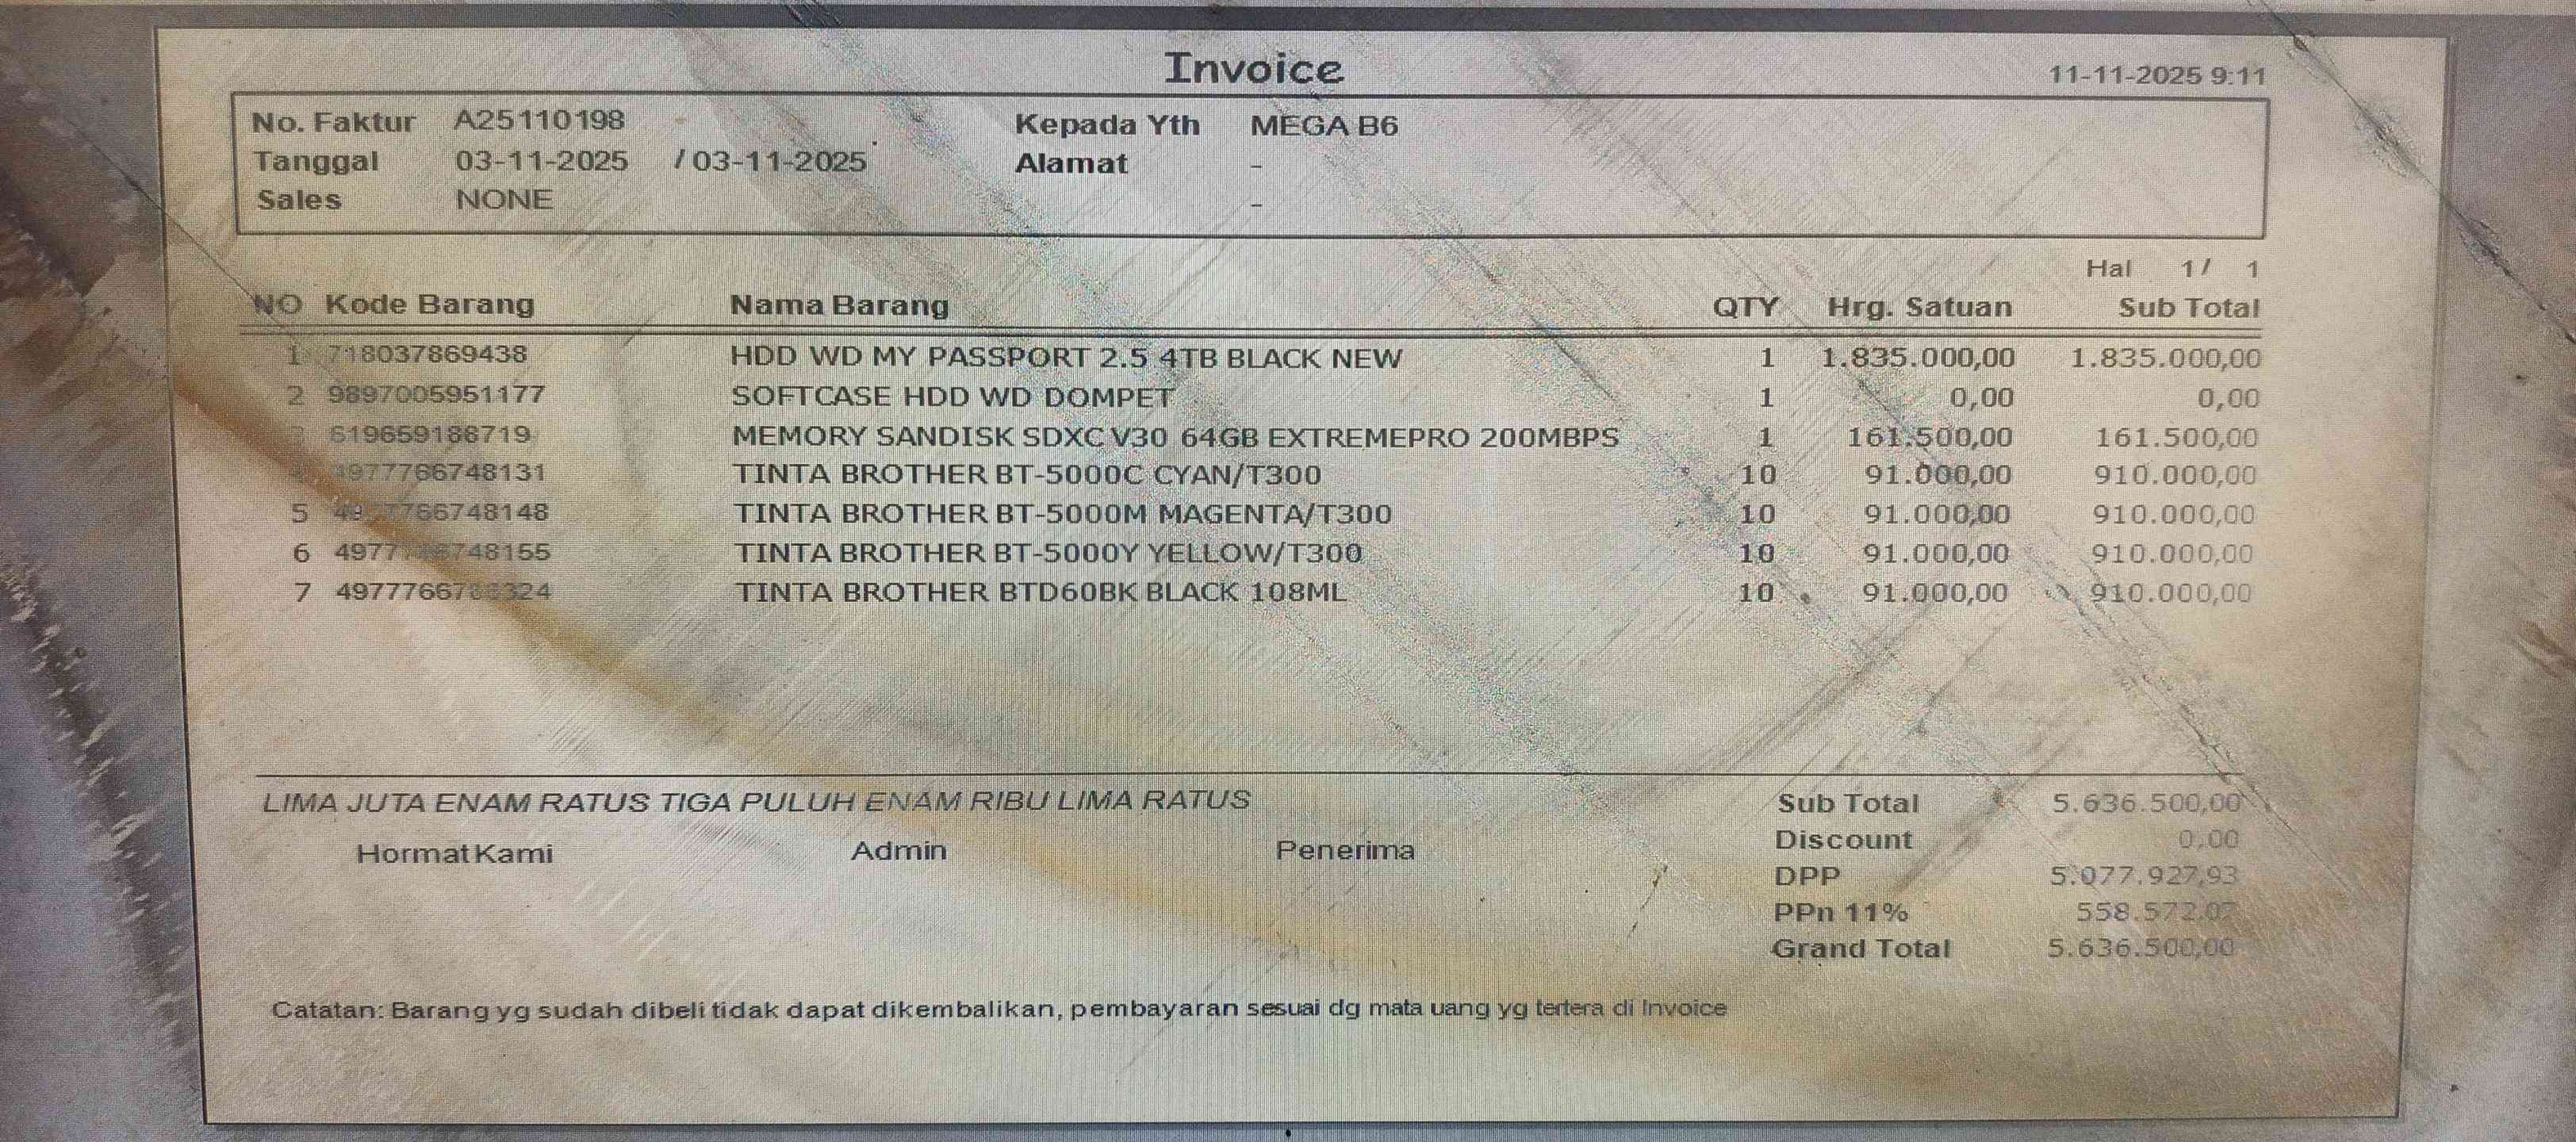 Invoice
11-11-2025 9:11
No. Faktur A25110198 Kepada Yth MEGA B6
Tanggal 03-11-2025 / 03-11-2025 Alamat -
Sales NONE -
Hal 1/ 1
NO Kode Barang Nama Barang QTY Hrg. Satuan Sub Total
1 718037869438 HDD WD MY PASSPORT 2.5 4TB BLACK NEW 1 1.835.000,00 1.835.000,00
2 9897005951177 SOFTCASE HDD WD DOMPET 1 0,00 0,00
3 619659186719 MEMORY SANDISK SDXC V30 64GB EXTREMEPRO 200MBPS 1 161.500,00 161.500,00
4977766748131 TINTA BROTHER BT-5000C CYAN/T300 10 91.000,00 910.000,00
5 TINTA BROTHER BT-5000M MAGENTA/T300 10 91.000,00 910.000,00
6 TINTA BROTHER BT-5000Y YELLOW/T300 10 91.000,00 910.000,00
7 TINTA BROTHER BTD60BK BLACK 108ML 10 91.000,00 910.000,00
LIMA JUTA ENAM RATUS TIGA PULUH ENAM RIBU LIMA RATUS Sub Total 5.636.500,00
Discount 0,00
Hormat Kami Admin Penerima
DPP 5.077.927,93
PPn 11% 558.572,07
Grand Total 5.636.500,00
Catatan: Barang yg sudah dibeli tidak dapat dikembalikan, pembayaran sesuai dg mata uang yg tertera di Invoice